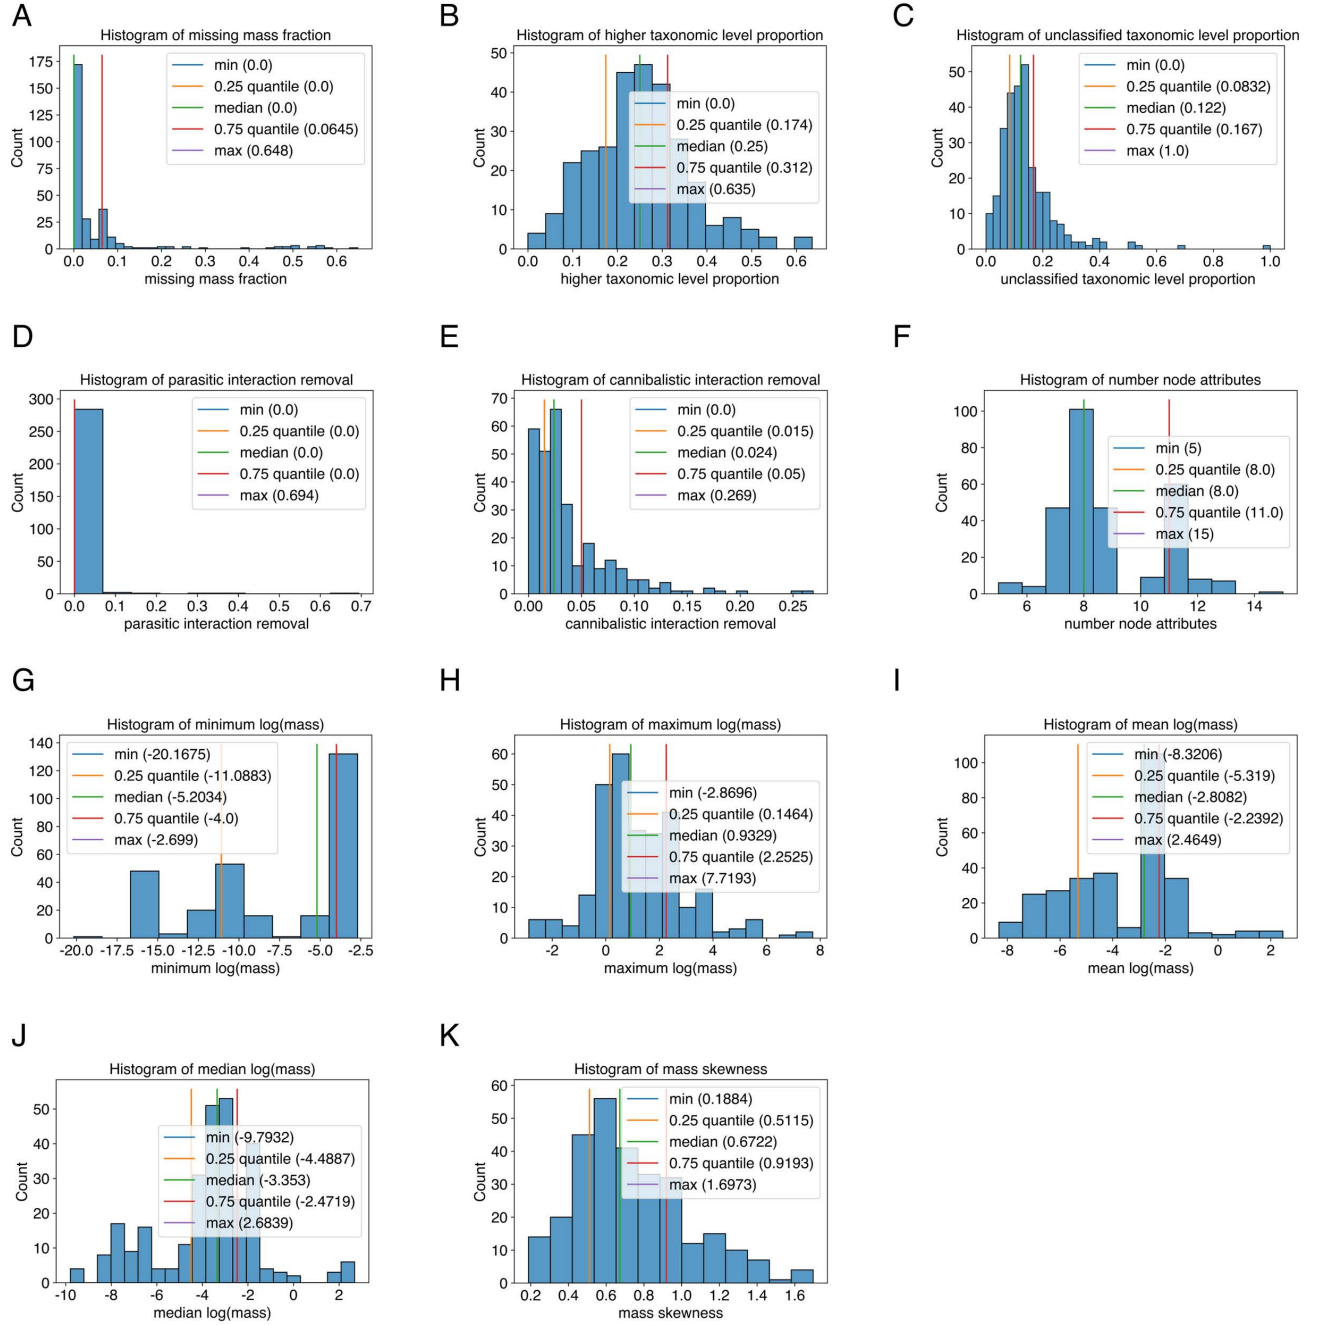 A
Histogram of missing mass fraction
Count
175
150
125
100
75
50
25
0
min (0.0)
0.25 quantile (0.0)
median (0.0)
0.75 quantile (0.0645)
max (0.648)
0.0 0.1 0.2 0.3 0.4 0.5 0.6
missing mass fraction
B
Histogram of higher taxonomic level proportion
Count
50
40
30
20
10
0
min (0.0)
0.25 quantile (0.174)
median (0.25)
0.75 quantile (0.312)
max (0.635)
0.0 0.1 0.2 0.3 0.4 0.5 0.6
higher taxonomic level proportion
C
Histogram of unclassified taxonomic level proportion
Count
50
40
30
20
10
0
min (0.0)
0.25 quantile (0.0832)
median (0.122)
0.75 quantile (0.167)
max (1.0)
0.0 0.2 0.4 0.6 0.8 1.0
unclassified taxonomic level proportion
D
Histogram of parasitic interaction removal
Count
300
250
200
150
100
50
0
min (0.0)
0.25 quantile (0.0)
median (0.0)
0.75 quantile (0.0)
max (0.694)
0.0 0.1 0.2 0.3 0.4 0.5 0.6 0.7
parasitic interaction removal
E
Histogram of cannibalistic interaction removal
Count
70
60
50
40
30
20
10
0
min (0.0)
0.25 quantile (0.015)
median (0.024)
0.75 quantile (0.05)
max (0.269)
0.00 0.05 0.10 0.15 0.20 0.25
cannibalistic interaction removal
F
Histogram of number node attributes
Count
100
80
60
40
20
0
min (5)
0.25 quantile (8.0)
median (8.0)
0.75 quantile (11.0)
max (15)
6 8 10 12 14
number node attributes
G
Histogram of minimum log(mass)
Count
140
120
100
80
60
40
20
0
min (-20.1675)
0.25 quantile (-11.0883)
median (-5.2034)
0.75 quantile (-4.0)
max (-2.699)
-20.0 -17.5 -15.0 -12.5 -10.0 -7.5 -5.0 -2.5
minimum log(mass)
H
Histogram of maximum log(mass)
Count
60
50
40
30
20
10
0
min (-2.8696)
0.25 quantile (0.1464)
median (0.9329)
0.75 quantile (2.2525)
max (7.7193)
-2 0 2 4 6 8
maximum log(mass)
I
Histogram of mean log(mass)
Count
100
80
60
40
20
0
min (-8.3206)
0.25 quantile (-5.319)
median (-2.8082)
0.75 quantile (-2.2392)
max (2.4649)
-8 -6 -4 -2 0 2
mean log(mass)
J
Histogram of median log(mass)
Count
50
40
30
20
10
0
min (-9.7932)
0.25 quantile (-4.4887)
median (-3.353)
0.75 quantile (-2.4719)
max (2.6839)
-10 -8 -6 -4 -2 0 2
median log(mass)
K
Histogram of mass skewness
Count
60
50
40
30
20
10
0
min (0.1884)
0.25 quantile (0.5115)
median (0.6722)
0.75 quantile (0.9193)
max (1.6973)
0.2 0.4 0.6 0.8 1.0 1.2 1.4 1.6
mass skewness